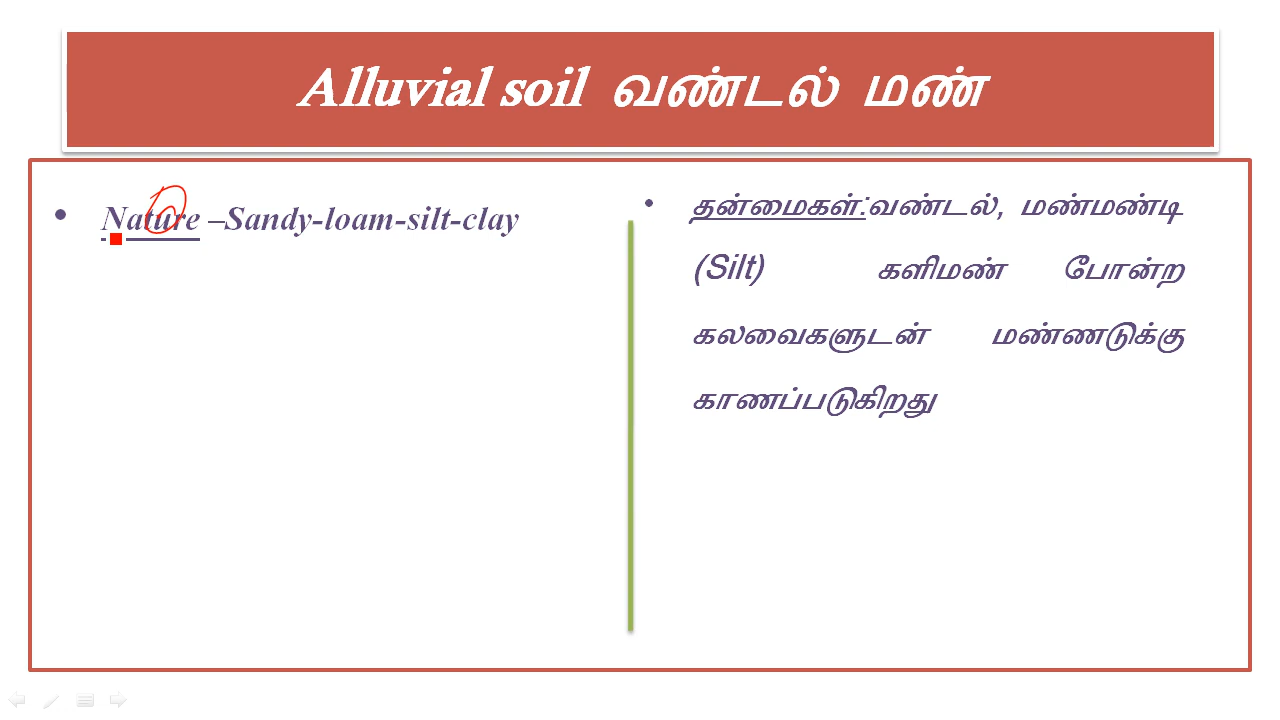 Alluvial soil வண்டல் மண்
• Nature –Sandy-loam-silt-clay
• தன்மைகள்:வண்டல், மண்மண்டி
(Silt) களிமண் போன்ற
கலவைகளுடன் மண்ணடுக்கு
காணப்படுகிறது